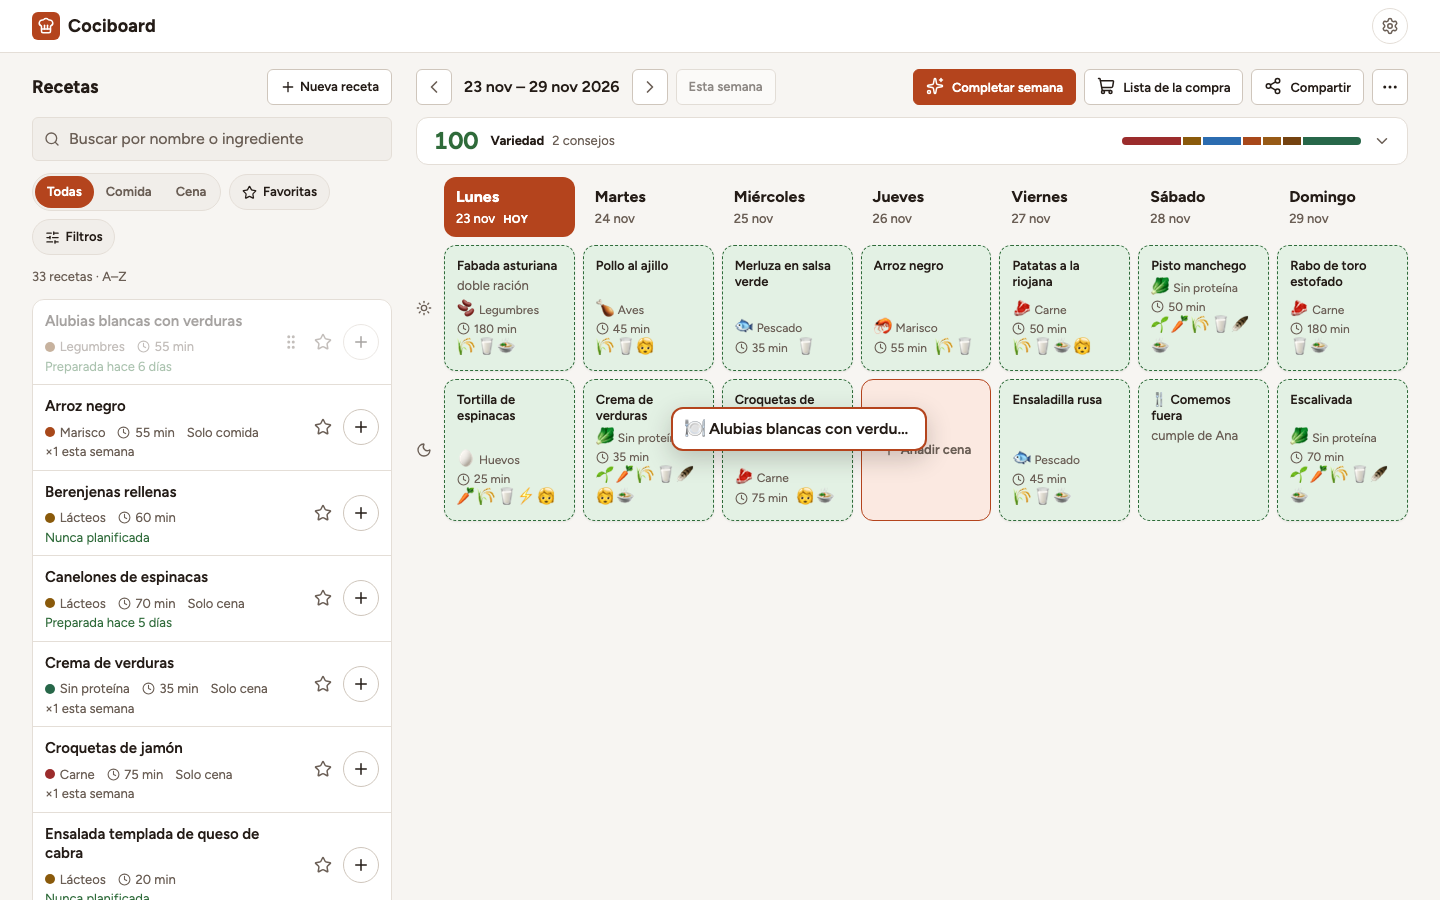 Cociboard
Recetas
Nueva receta
23 nov – 29 nov 2026
Esta semana
Completar semana
Lista de la compra
Compartir
Buscar por nombre o ingrediente
100 Variedad 2 consejos
Todas Comida Cena Favoritas
Filtros
33 recetas · A–Z
Alubias blancas con verduras
Legumbres 55 min
Preparada hace 6 días
Arroz negro
Marisco 55 min Solo comida
×1 esta semana
Berenjenas rellenas
Lácteos 60 min
Nunca planificada
Canelones de espinacas
Lácteos 70 min Solo cena
Preparada hace 5 días
Crema de verduras
Sin proteína 35 min Solo cena
×1 esta semana
Croquetas de jamón
Carne 75 min Solo cena
×1 esta semana
Ensalada templada de queso de
cabra
Lácteos 20 min
Nunca planificada
Lunes
23 nov HOY
Martes
24 nov
Miércoles
25 nov
Jueves
26 nov
Viernes
27 nov
Sábado
28 nov
Domingo
29 nov
Fabada asturiana
doble ración
Legumbres
180 min
Pollo al ajillo
Aves
45 min
Merluza en salsa
verde
Pescado
35 min
Arroz negro
Marisco
55 min
Patatas a la
riojana
Carne
50 min
Pisto manchego
Sin proteína
50 min
Rabo de toro
estofado
Carne
180 min
Tortilla de
espinacas
Huevos
25 min
Crema de
verduras
Sin proteí
35 min
Croquetas de
Carne
75 min
Alubias blancas con verdu...
Añadir cena
Ensaladilla rusa
Pescado
45 min
Comemos
fuera
cumple de Ana
Escalivada
Sin proteína
70 min